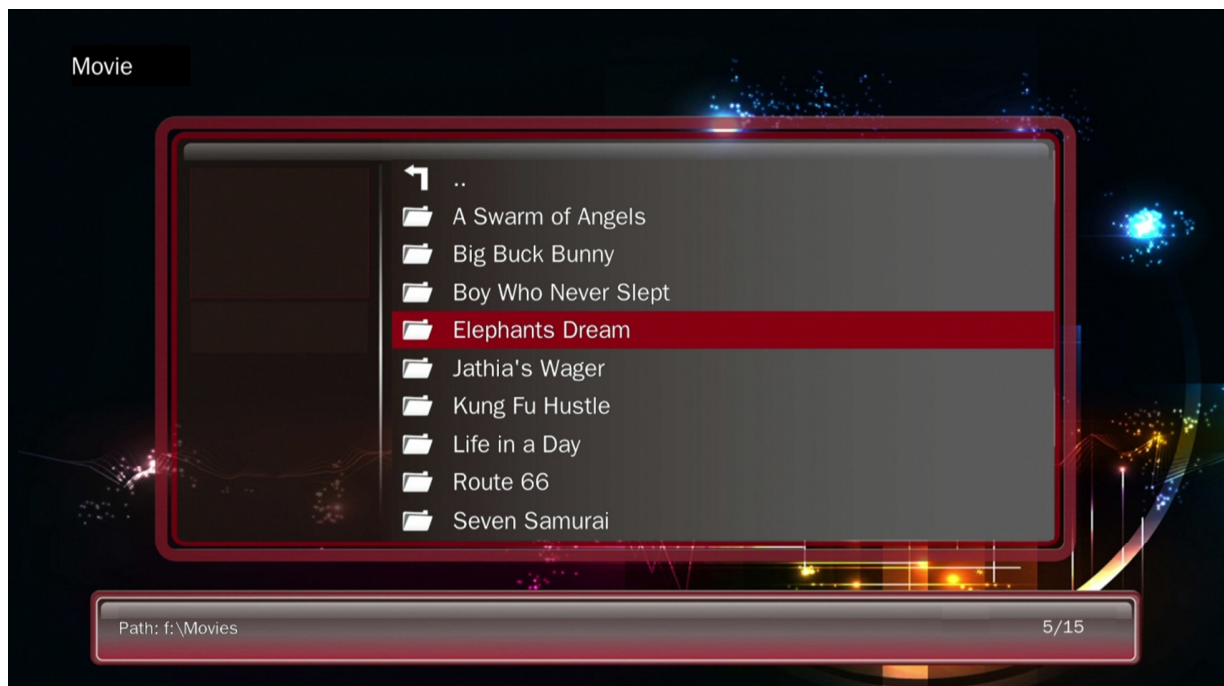 Movie
..
A Swarm of Angels
Big Buck Bunny
Boy Who Never Slept
Elephants Dream
Jathia's Wager
Kung Fu Hustle
Life in a Day
Route 66
Seven Samurai
Path: f:\Movies
5/15